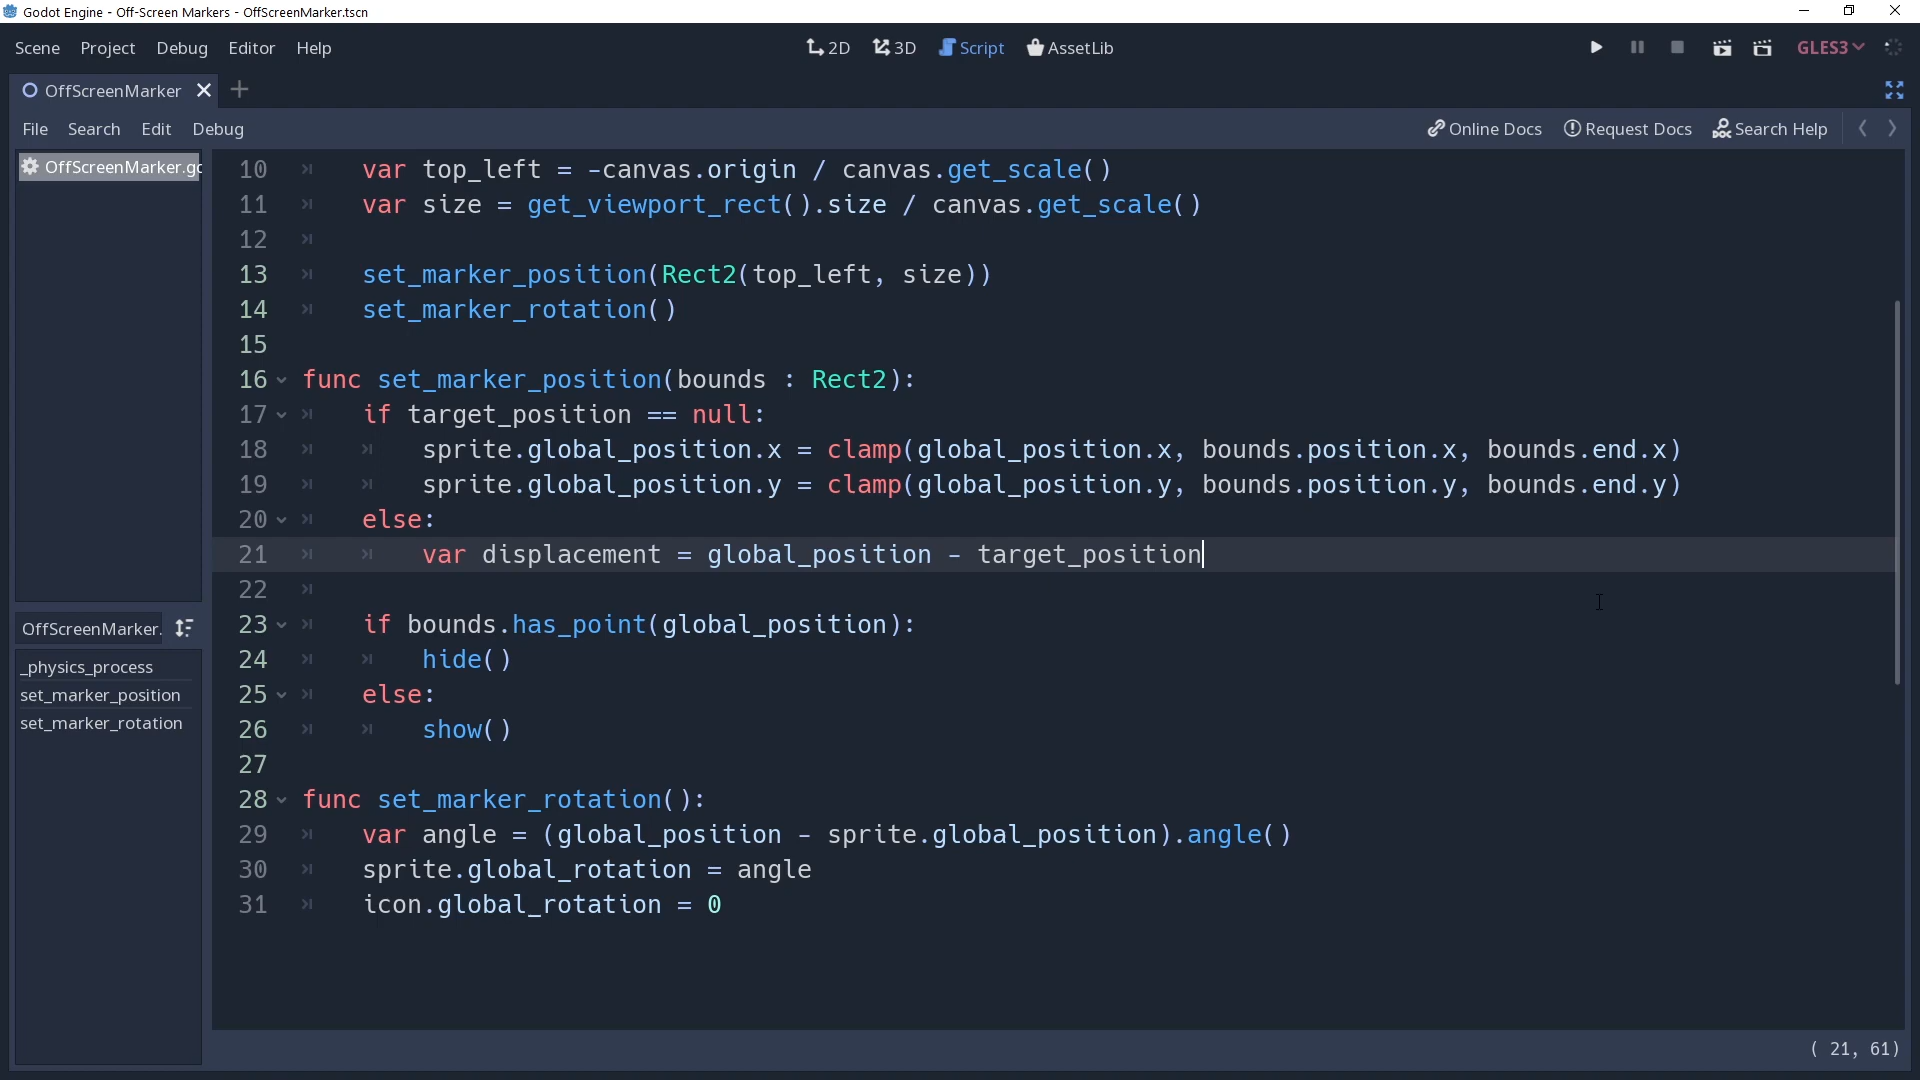 Godot Engine - Off-Screen Markers - OffScreenMarker.tscn
Scene Project Debug Editor Help
2D 3D Script AssetLib
GLES3
OffScreenMarker
File Search Edit Debug
Online Docs Request Docs Search Help
OffScreenMarker.gd
10 var top_left = -canvas.origin / canvas.get_scale()
11 var size = get_viewport_rect().size / canvas.get_scale()
12
13 set_marker_position(Rect2(top_left, size))
14 set_marker_rotation()
15
16 func set_marker_position(bounds : Rect2):
17 if target_position == null:
18 sprite.global_position.x = clamp(global_position.x, bounds.position.x, bounds.end.x)
19 sprite.global_position.y = clamp(global_position.y, bounds.position.y, bounds.end.y)
20 else:
21 var displacement = global_position - target_position
22
23 if bounds.has_point(global_position):
24 hide()
25 else:
26 show()
27
28 func set_marker_rotation():
29 var angle = (global_position - sprite.global_position).angle()
30 sprite.global_rotation = angle
31 icon.global_rotation = 0
OffScreenMarker.
_physics_process
set_marker_position
set_marker_rotation
( 21, 61)